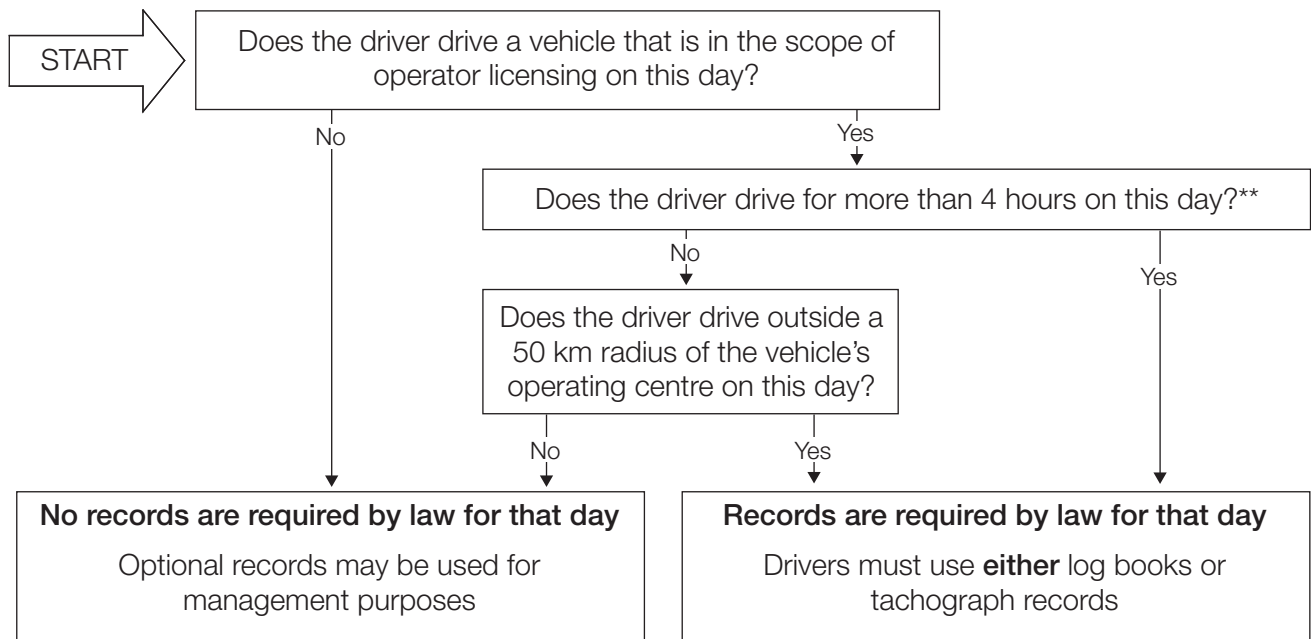 START
Does the driver drive a vehicle that is in the scope of
operator licensing on this day?
No
Yes
Does the driver drive for more than 4 hours on this day?**
No
Yes
Does the driver drive outside a
50 km radius of the vehicle's
operating centre on this day?
No
Yes
No records are required by law for that day
Optional records may be used for
management purposes
Records are required by law for that day
Drivers must use either log books or
tachograph records